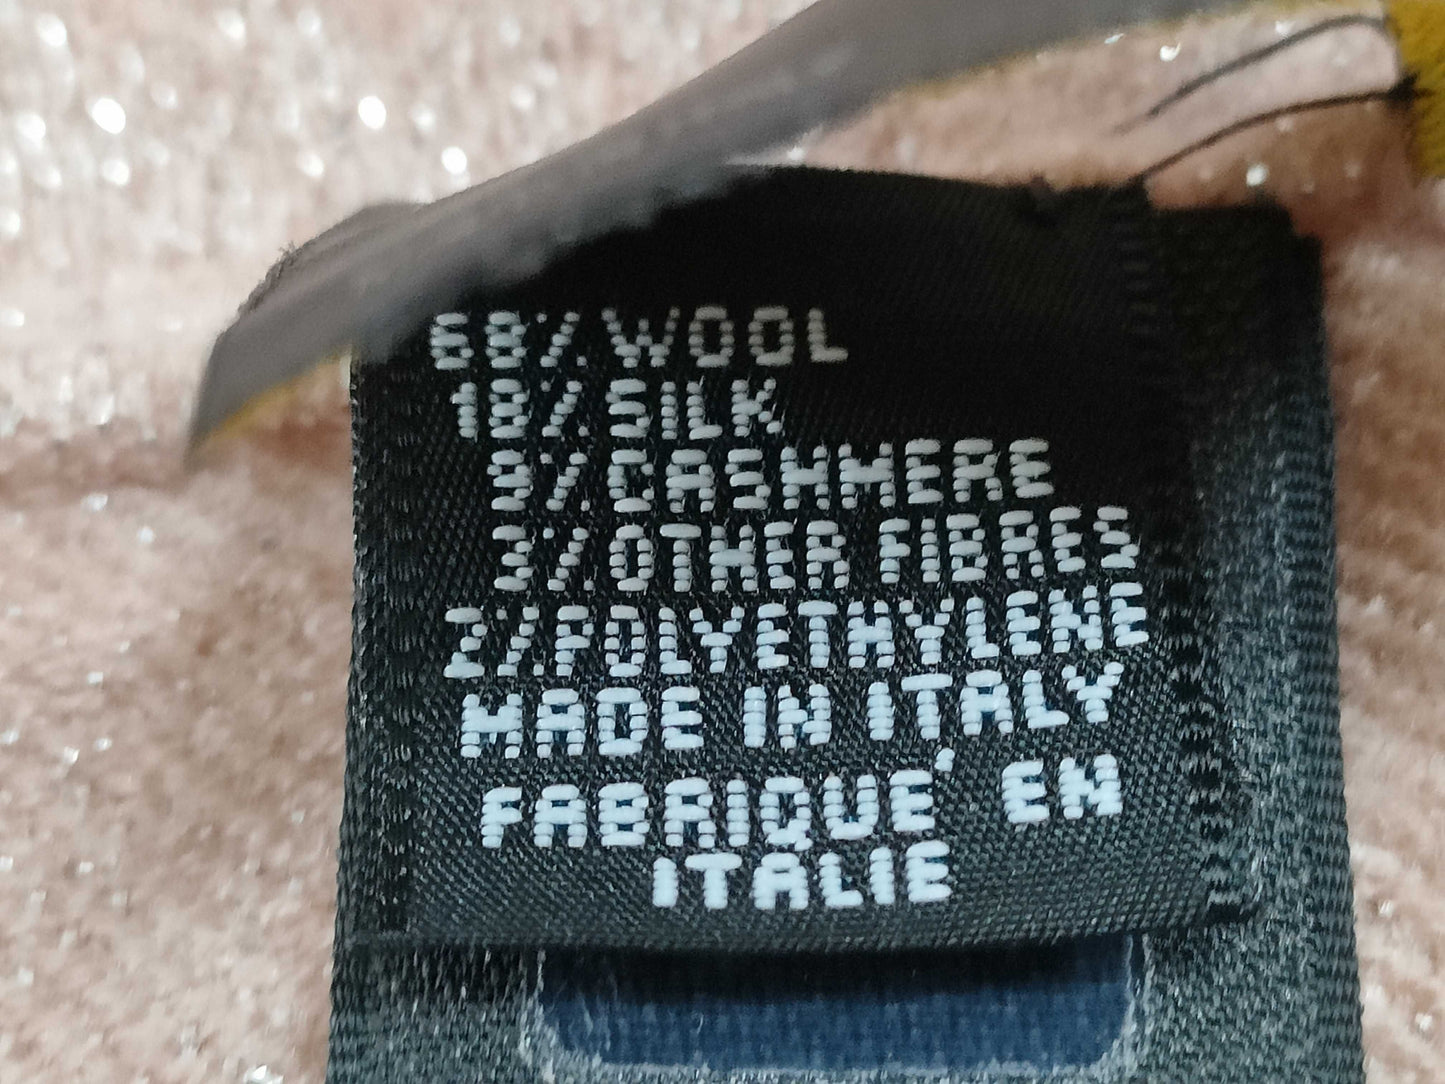 68% WOOL
18% SILK
9% CASHMERE
3% OTHER FIBRES
2% POLYETHYLENE
MADE IN ITALY
FABRIQUE' EN
ITALIE